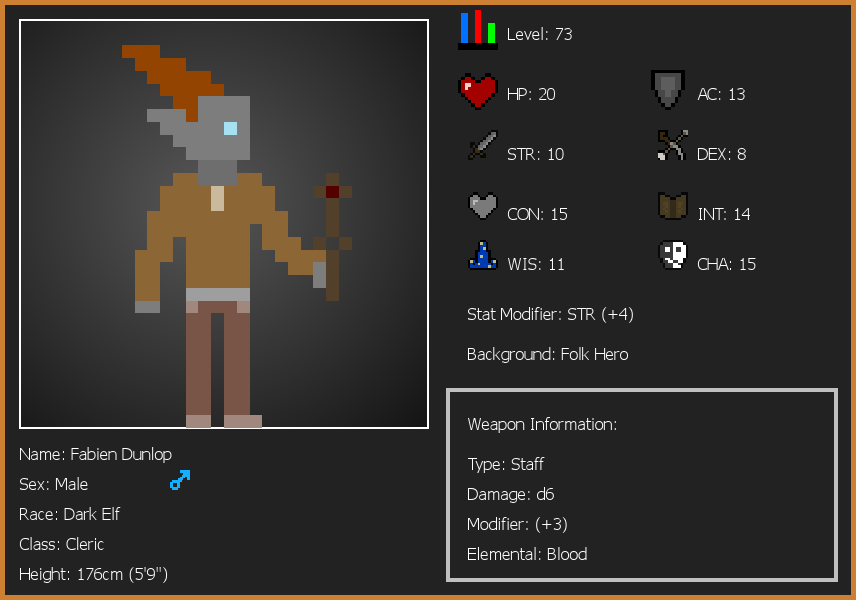 Level: 73
HP: 20
AC: 13
STR: 10
DEX: 8
CON: 15
INT: 14
WIS: 11
CHA: 15
Stat Modifier: STR (+4)
Background: Folk Hero
Weapon Information:
Type: Staff
Damage: d6
Modifier: (+3)
Elemental: Blood
Name: Fabien Dunlop
Sex: Male
Race: Dark Elf
Class: Cleric
Height: 176cm (5'9")